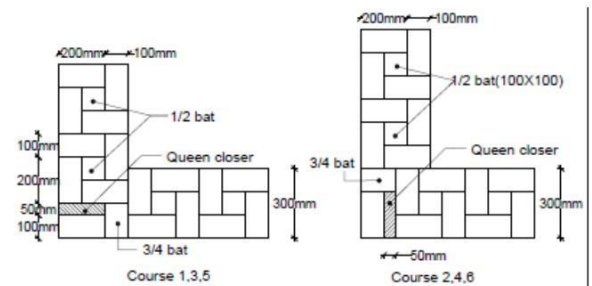 200mm
100mm
200mm
100mm
1/2 bat
1/2 bat(100X100)
100mm
Queen closer
3/4 bat
Queen closer
200mm
300mm
300mm
50mm
100mm
3/4 bat
50mm
Course 1,3,5
Course 2,4,6